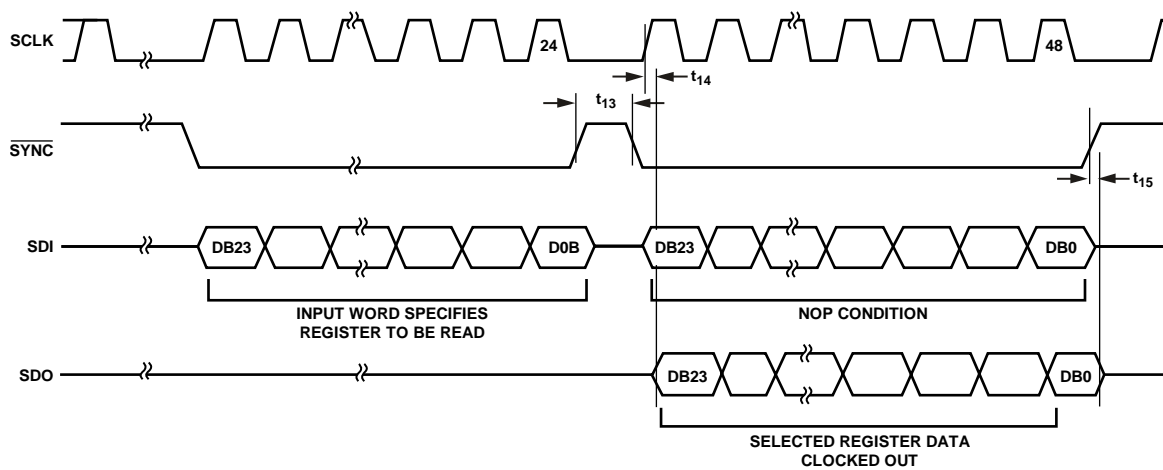 SCLK
24
48
t14
t13
SYNC
t15
SDI
DB23
D0B
DB23
DB0
INPUT WORD SPECIFIES
REGISTER TO BE READ
NOP CONDITION
SDO
DB23
DB0
SELECTED REGISTER DATA
CLOCKED OUT